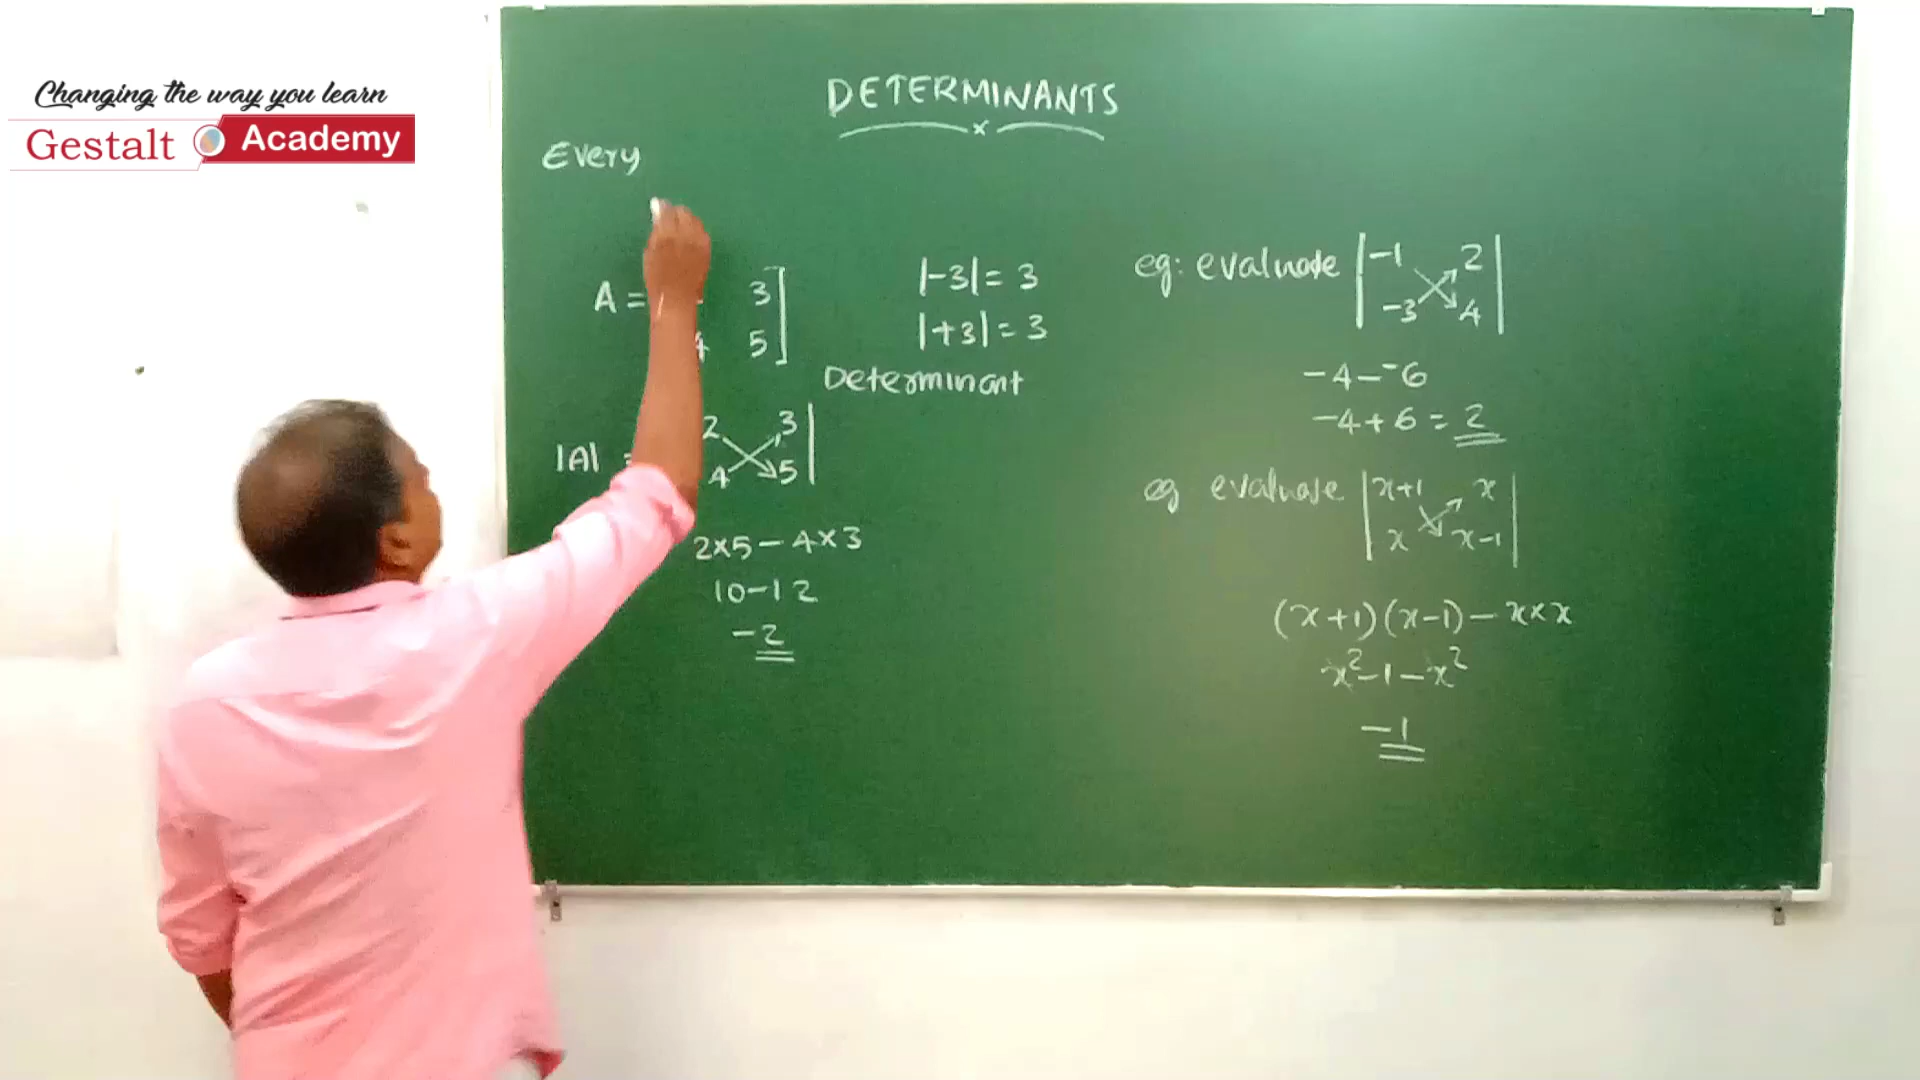 Changing the way you learn
Gestalt Academy
DETERMINANTS
x
Every
A = 3
4 5
|-3| = 3
|+3| = 3
Determinant
|A| = 2 3 |
4 5 |
2×5 - 4×3
10-12
-2
eg: evaluate | -1 2 |
| -3 4 |
-4 - -6
-4 + 6 = 2
eg evaluate | x+1 x |
| x x-1 |
(x+1)(x-1) - x×x
x²-1-x²
-1